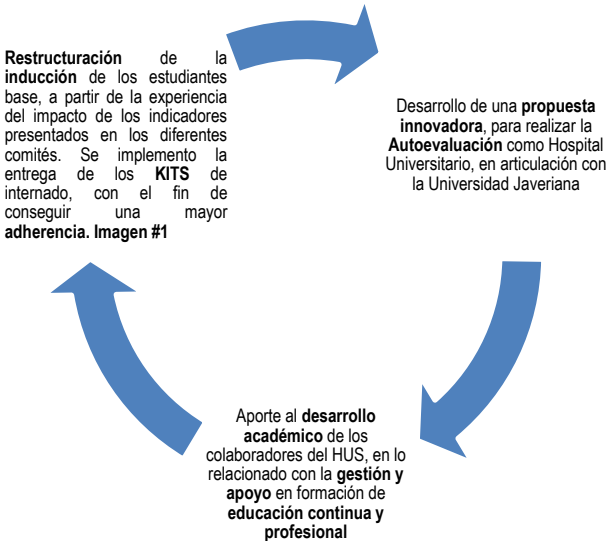 Restructuración de la
inducción de los estudiantes
base, a partir de la experiencia
del impacto de los indicadores
presentados en los diferentes
comités. Se implemento la
entrega de los KITS de
internado, con el fin de
conseguir una mayor
adherencia. Imagen #1
Desarrollo de una propuesta
innovadora, para realizar la
Autoevaluación como Hospital
Universitario, en articulación con
la Universidad Javeriana
Aporte al desarrollo
académico de los
colaboradores del HUS, en lo
relacionado con la gestión y
apoyo en formación de
educación continua y
profesional